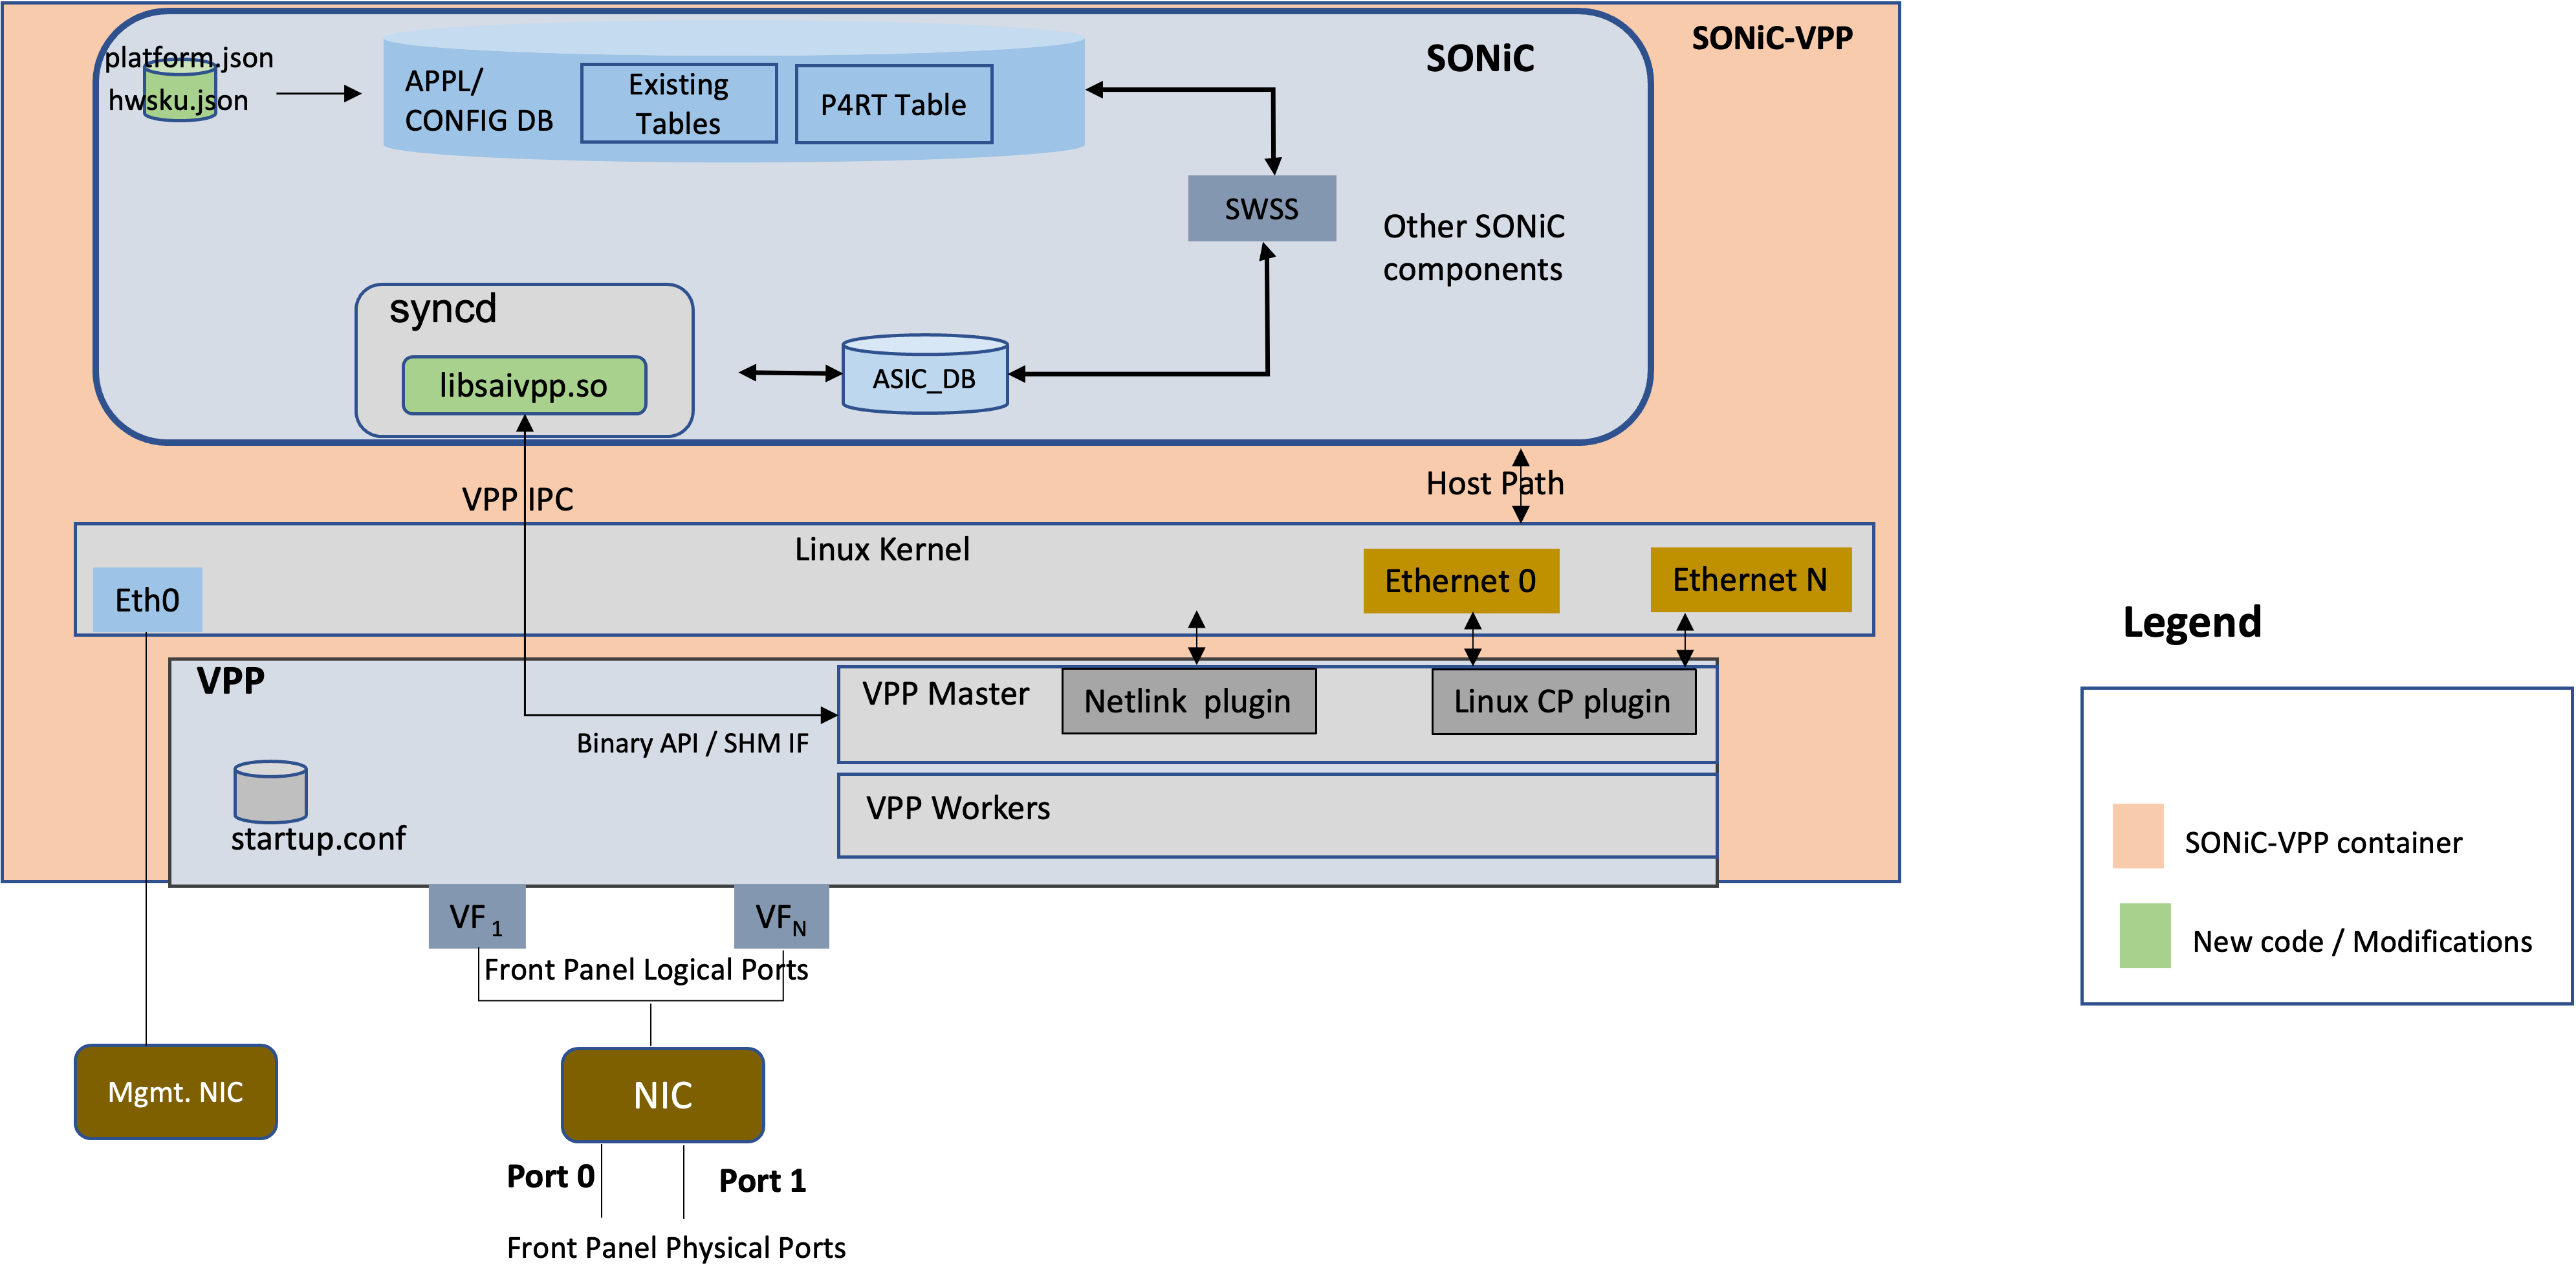 SONiC-VPP
SONiC
platform.json
hwsku.json
APPL/
CONFIG DB
Existing
Tables
P4RT Table
SWSS
Other SONiC
components
syncd
libsaivpp.so
ASIC_DB
VPP IPC
Host Path
Linux Kernel
Eth0
Ethernet 0
Ethernet N
VPP
VPP Master
Netlink plugin
Linux CP plugin
Binary API / SHM IF
VPP Workers
startup.conf
VF 1
VFN
Front Panel Logical Ports
Mgmt. NIC
NIC
Port 0
Port 1
Front Panel Physical Ports
Legend
SONiC-VPP container
New code / Modifications